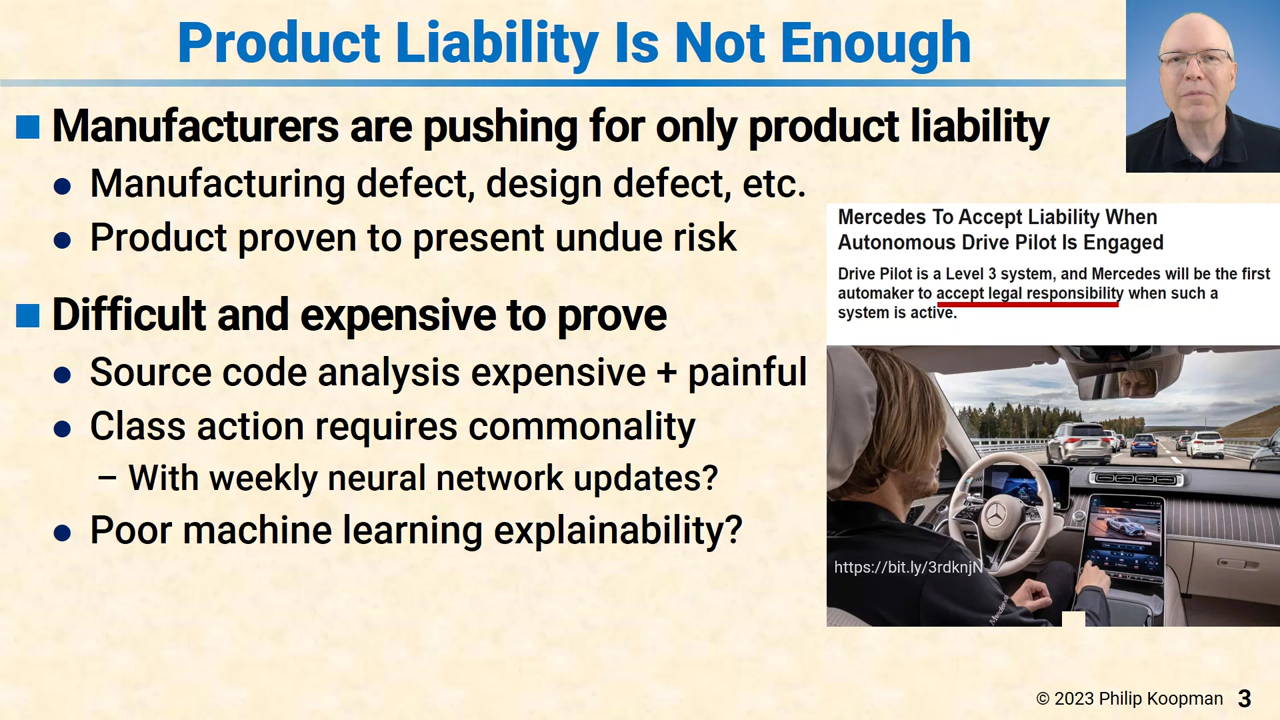 Product Liability Is Not Enough
Manufacturers are pushing for only product liability
Manufacturing defect, design defect, etc.
Product proven to present undue risk
Difficult and expensive to prove
Source code analysis expensive + painful
Class action requires commonality
– With weekly neural network updates?
Poor machine learning explainability?
Mercedes To Accept Liability When
Autonomous Drive Pilot Is Engaged
Drive Pilot is a Level 3 system, and Mercedes will be the first
automaker to accept legal responsibility when such a
system is active.
https://bit.ly/3rdknjN
© 2023 Philip Koopman 3